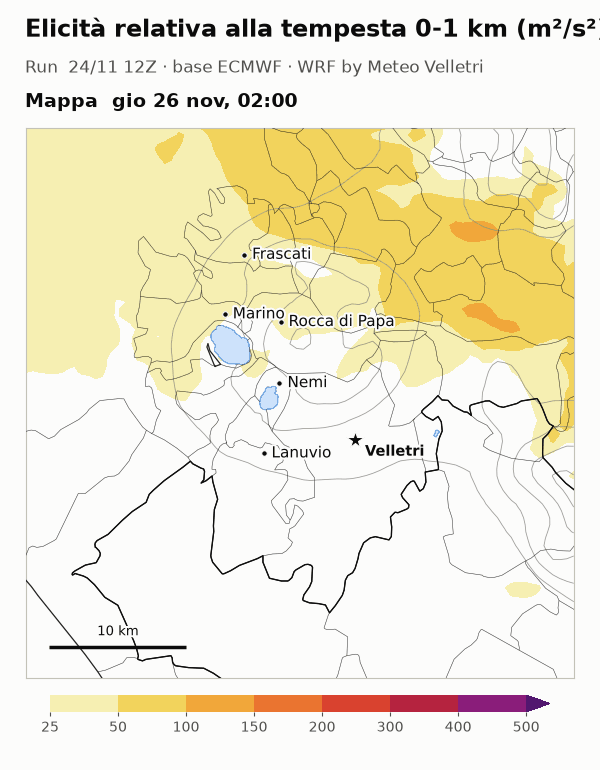 Elicità relativa alla tempesta 0-1 km (m²/s²)
Run  24/11 12Z · base ECMWF · WRF by Meteo Velletri
Mappa  gio 26 nov, 02:00
Frascati
Marino
Rocca di Papa
Nemi
Velletri
Lanuvio
10 km
25 50 100 150 200 300 400 500